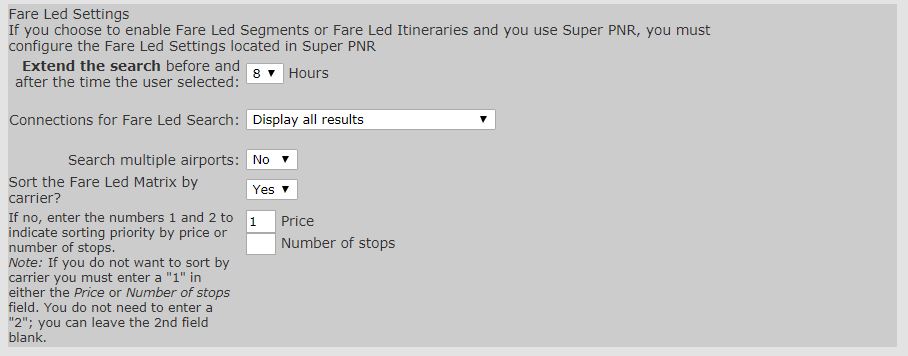 Fare Led Settings
If you choose to enable Fare Led Segments or Fare Led Itineraries and you use Super PNR, you must
configure the Fare Led Settings located in Super PNR
Extend the search before and
after the time the user selected:
8 ▼ Hours
Connections for Fare Led Search: Display all results ▼
Search multiple airports: No ▼
Sort the Fare Led Matrix by
carrier?
Yes ▼
If no, enter the numbers 1 and 2 to
indicate sorting priority by price or
number of stops.
Note: If you do not want to sort by
carrier you must enter a "1" in
either the Price or Number of stops
field. You do not need to enter a
"2"; you can leave the 2nd field
blank.
1 Price
Number of stops